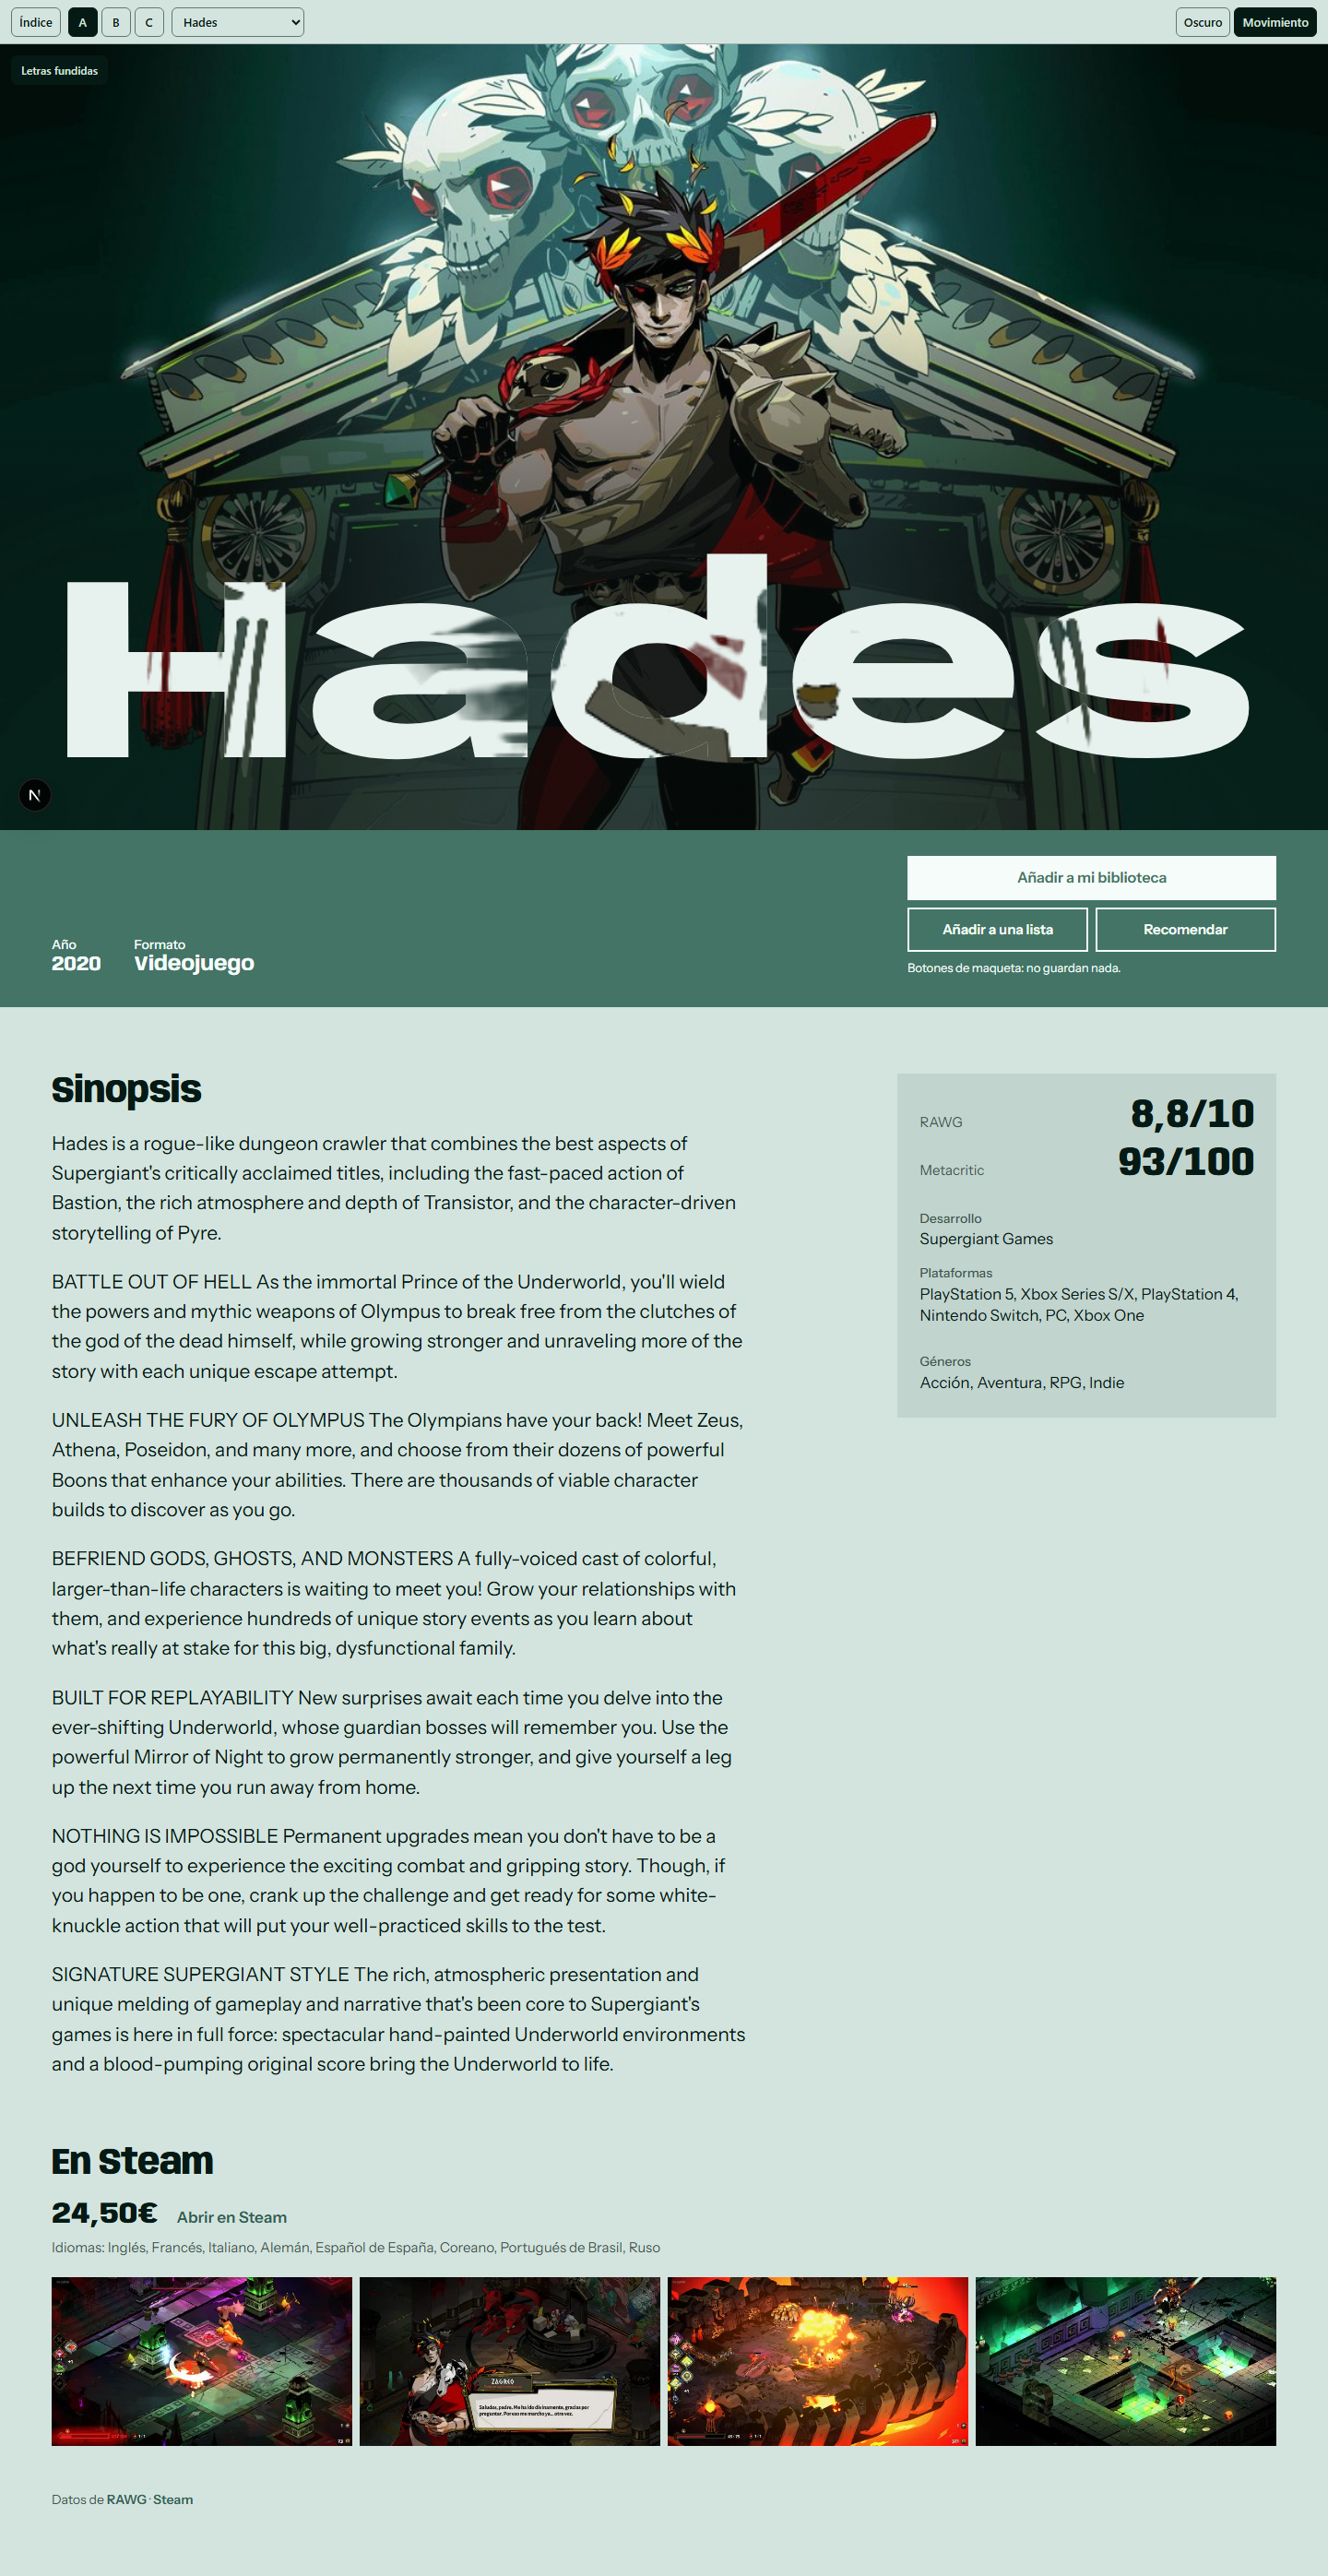 Índice A B C Hades Oscuro Movimiento
Letras fundidas
Hades
N
Añadir a mi biblioteca
Añadir a una lista Recomendar
Botones de maqueta: no guardan nada.
Año Formato
2020 Videojuego
Sinopsis
Hades is a rogue-like dungeon crawler that combines the best aspects of
Supergiant's critically acclaimed titles, including the fast-paced action of
Bastion, the rich atmosphere and depth of Transistor, and the character-driven
storytelling of Pyre.
BATTLE OUT OF HELL As the immortal Prince of the Underworld, you'll wield
the powers and mythic weapons of Olympus to break free from the clutches of
the god of the dead himself, while growing stronger and unraveling more of the
story with each unique escape attempt.
UNLEASH THE FURY OF OLYMPUS The Olympians have your back! Meet Zeus,
Athena, Poseidon, and many more, and choose from their dozens of powerful
Boons that enhance your abilities. There are thousands of viable character
builds to discover as you go.
BEFRIEND GODS, GHOSTS, AND MONSTERS A fully-voiced cast of colorful,
larger-than-life characters is waiting to meet you! Grow your relationships with
them, and experience hundreds of unique story events as you learn about
what's really at stake for this big, dysfunctional family.
BUILT FOR REPLAYABILITY New surprises await each time you delve into the
ever-shifting Underworld, whose guardian bosses will remember you. Use the
powerful Mirror of Night to grow permanently stronger, and give yourself a leg
up the next time you run away from home.
NOTHING IS IMPOSSIBLE Permanent upgrades mean you don't have to be a
god yourself to experience the exciting combat and gripping story. Though, if
you happen to be one, crank up the challenge and get ready for some white-
knuckle action that will put your well-practiced skills to the test.
SIGNATURE SUPERGIANT STYLE The rich, atmospheric presentation and
unique melding of gameplay and narrative that's been core to Supergiant's
games is here in full force: spectacular hand-painted Underworld environments
and a blood-pumping original score bring the Underworld to life.
RAWG 8,8/10
Metacritic 93/100
Desarrollo
Supergiant Games
Plataformas
PlayStation 5, Xbox Series S/X, PlayStation 4,
Nintendo Switch, PC, Xbox One
Géneros
Acción, Aventura, RPG, Indie
En Steam
24,50€ Abrir en Steam
Idiomas: Inglés, Francés, Italiano, Alemán, Español de España, Coreano, Portugués de Brasil, Ruso
ZAGREO
Saludos, padre. Me ha ido divinamente, gracias por
preguntar. Por eso me marcho ya... otra vez.
Datos de RAWG · Steam